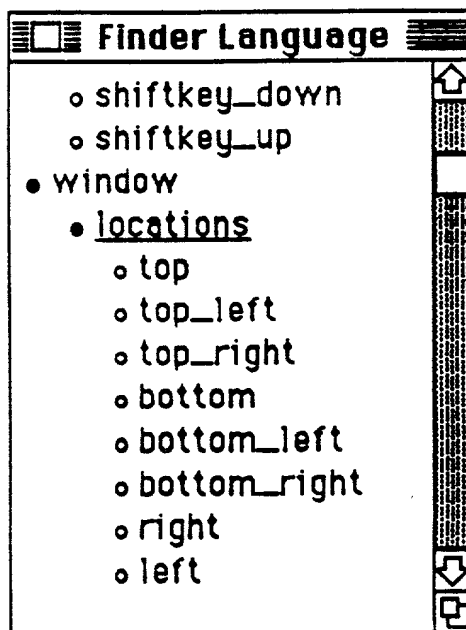 Finder Language
shiftkey_down
shiftkey_up
window
locations
top
top_left
top_right
bottom
bottom_left
bottom_right
right
left